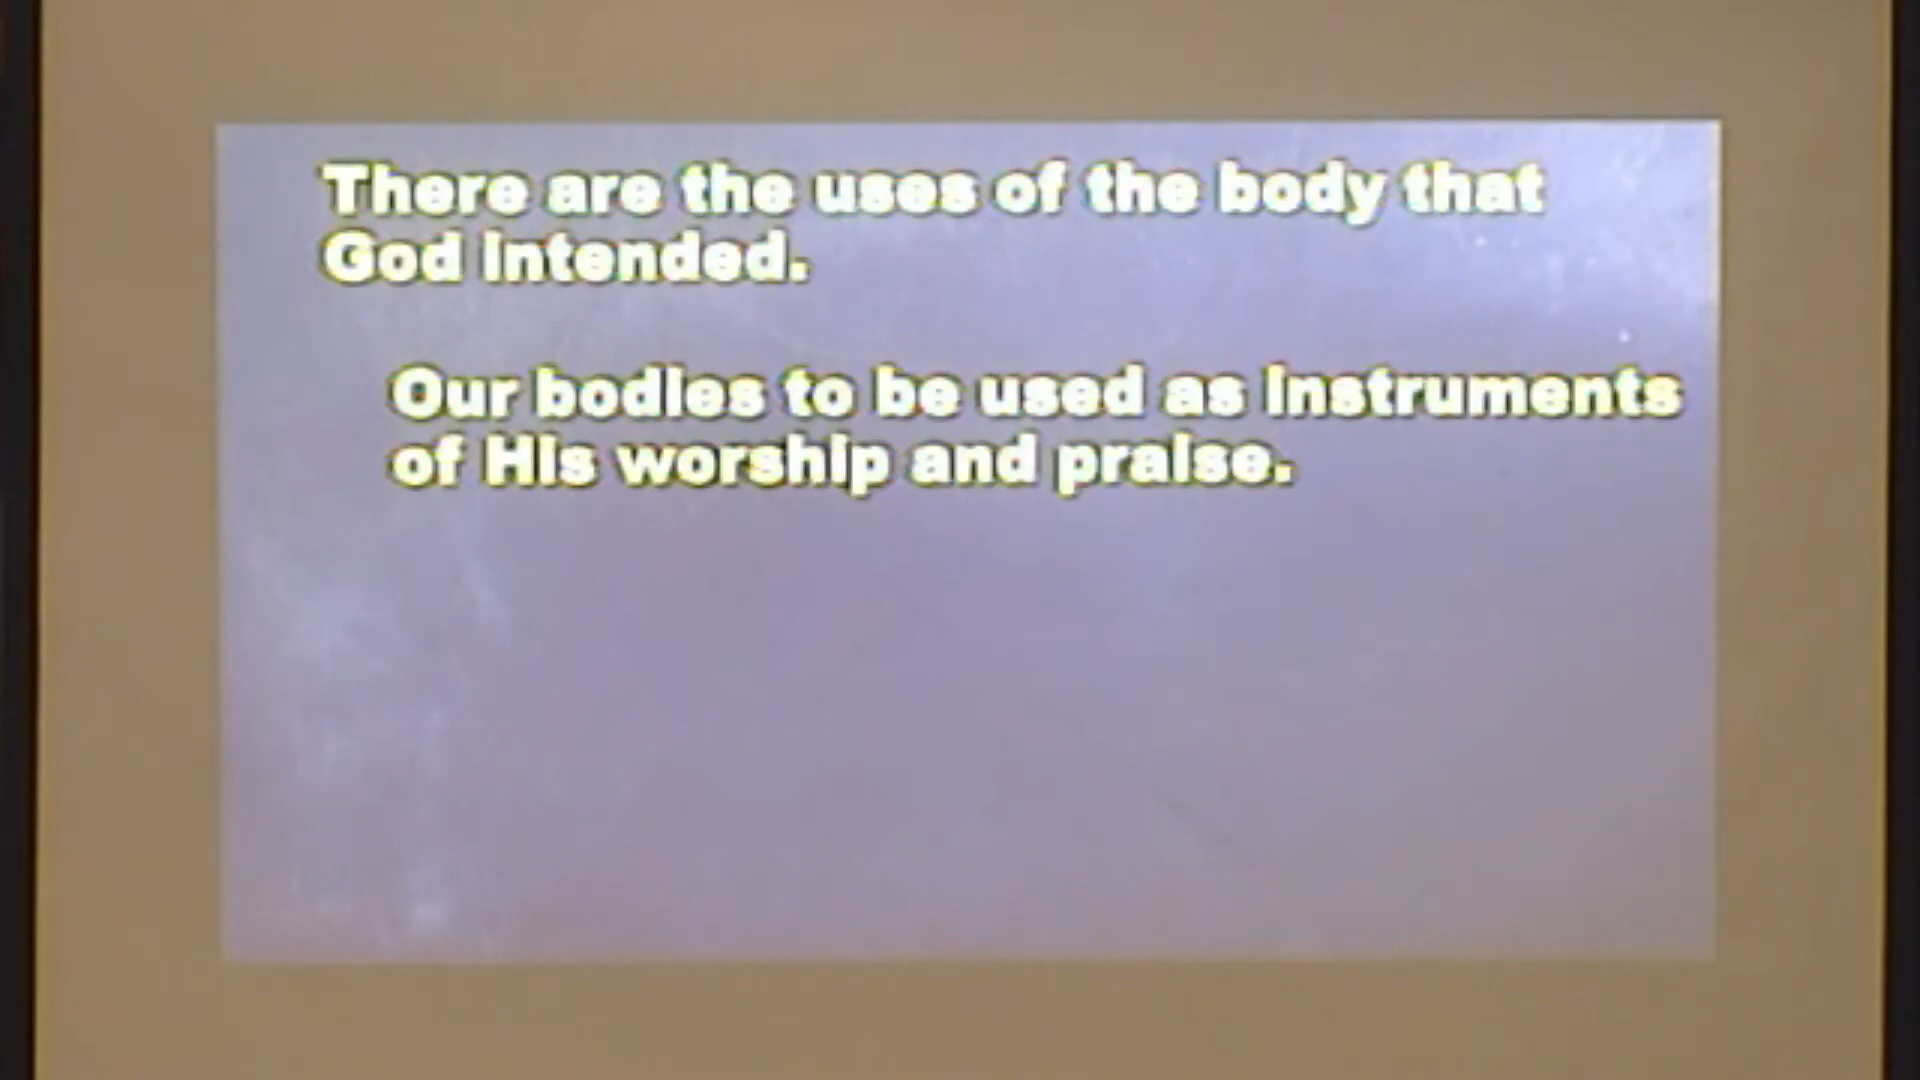 There are the uses of the body that
God intended.
Our bodies to be used as instruments
of His worship and praise.